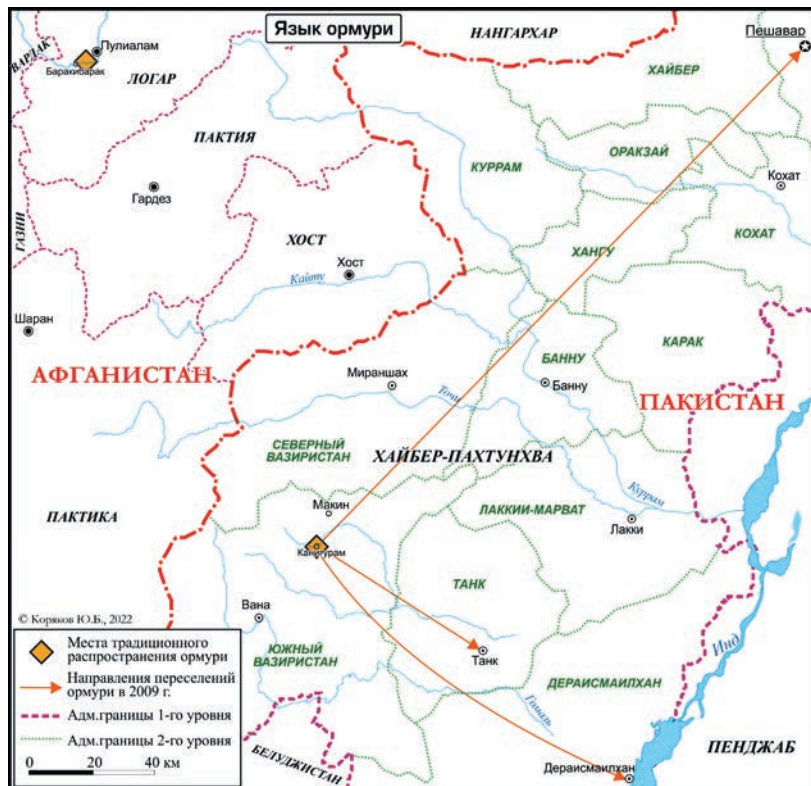 Язык ормури
НАНГАРХАР
Пешавар
ВАРДАК
Пулиалам
Баракибарак
ЛОГАР
ХАЙБЕР
ПАКТИЯ
ОРАКЗАЙ
КУРРАМ
Кохат
Гардез
ГАЗНИ
ХОСТ
ХАНГУ
КОХАТ
Хост
Кайту
Шаран
КАРАК
БАННУ
АФГАНИСТАН
Мираншах
Банну
ПАКИСТАН
Точи
СЕВЕРНЫЙ
ВАЗИРИСТАН
ХАЙБЕР-ПАХТУНХВА
Куррам
ПАКТИКА
Макин
ЛАККИИ-МАРВАТ
Лакки
Канигурам
ТАНК
Вана
© Коряков Ю.Б., 2022
ЮЖНЫЙ
ВАЗИРИСТАН
Танк
Инд
ДЕРАИСМАИЛХАН
Гомаль
ПЕНДЖАБ
БЕЛУДЖИСТАН
Дераисмаилхан
Места традиционного
распространения ормури
Направления переселений
ормури в 2009 г.
Адм.границы 1-го уровня
Адм.границы 2-го уровня
0 20 40 км